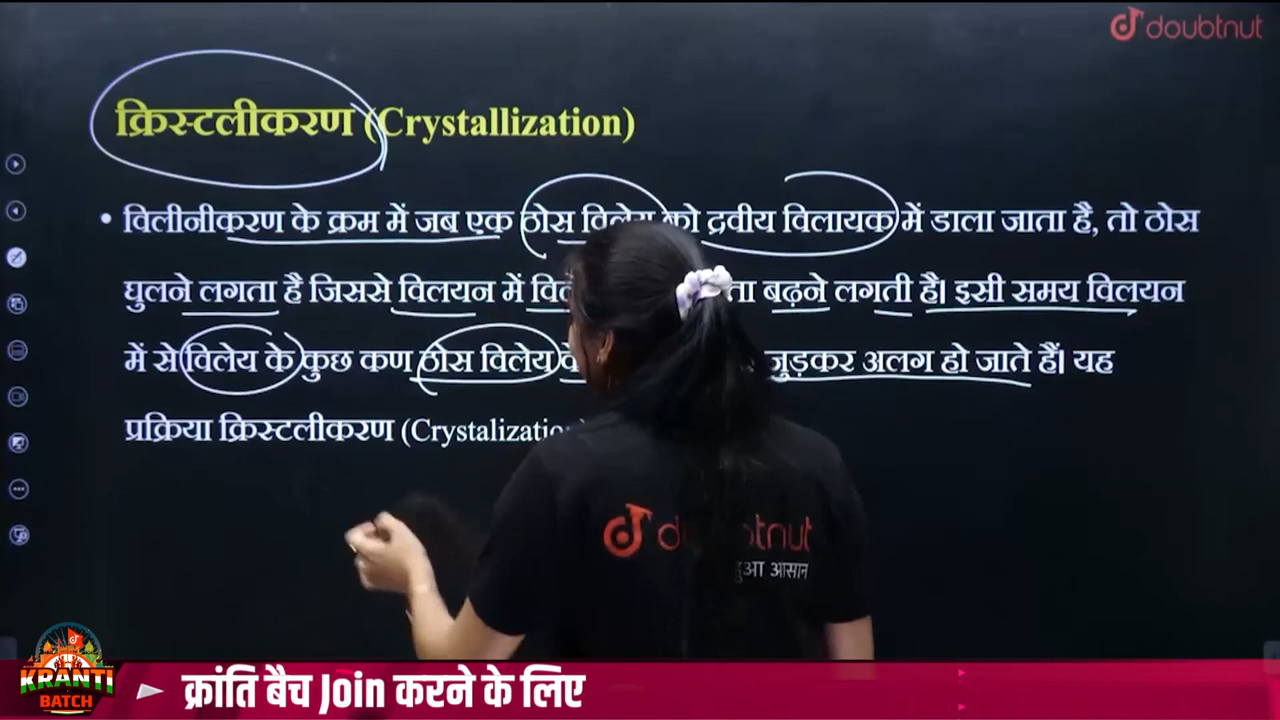 doubtnut
क्रिस्टलीकरण (Crystallization)
• विलीनीकरण के क्रम में जब एक ठोस विलेय को द्रवीय विलायक में डाला जाता है, तो ठोस
घुलने लगता है जिससे विलयन में बढ़ने लगती है। इसी समय विलयन
में से विलेय के कुछ कण ठोस विलेय जुड़कर अलग हो जाते हैं। यह
प्रक्रिया क्रिस्टलीकरण
doubtnut
हुआ आसान
KRANTI
BATCH
क्रांति बैच Join करने के लिए